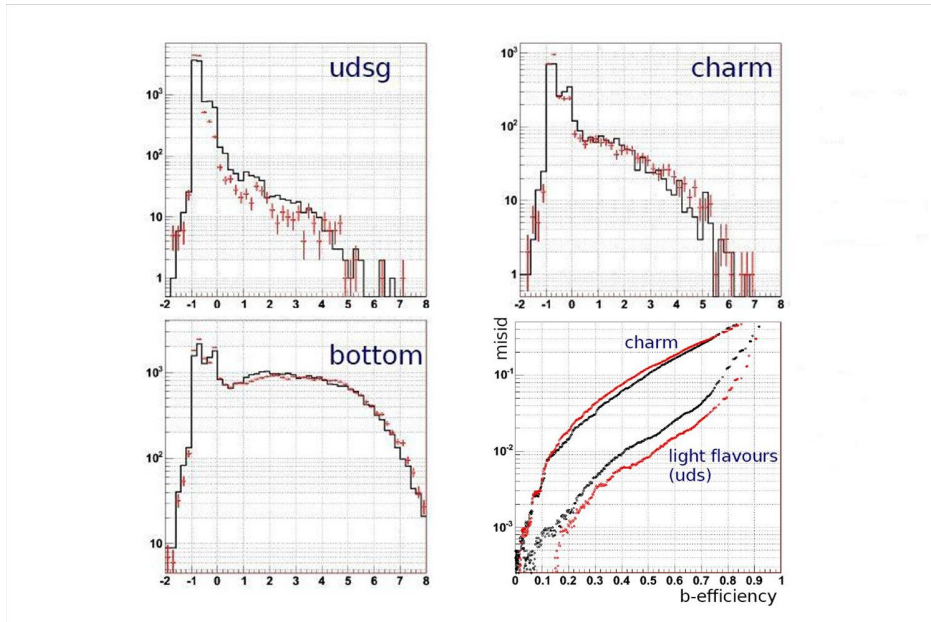 udsg
10³
10²
10
1
-2 -1 0 1 2 3 4 5 6 7 8
charm
10³
10²
10
1
-2 -1 0 1 2 3 4 5 6 7 8
bottom
10³
10²
10
-2 -1 0 1 2 3 4 5 6 7 8
misid
charm
10⁻¹
10⁻²
light flavours
(uds)
10⁻³
0 0.1 0.2 0.3 0.4 0.5 0.6 0.7 0.8 0.9 1
b-efficiency